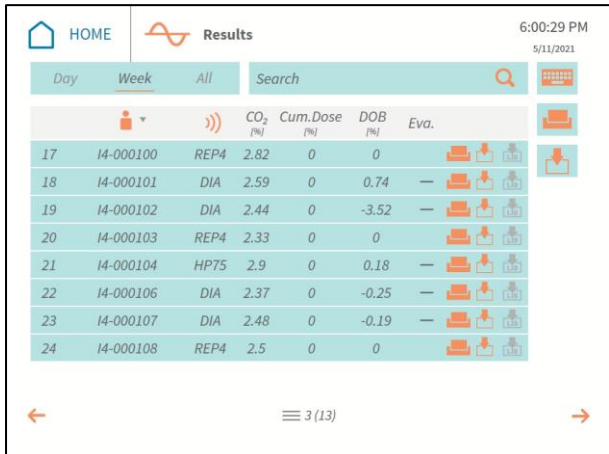 HOME Results 6:00:29 PM
5/11/2021
Day Week All Search
CO2 Cum.Dose DOB Eva.
[%] [%] [%]
17 I4-000100 REP4 2.82 0 0
18 I4-000101 DIA 2.59 0 0.74 —
19 I4-000102 DIA 2.44 0 -3.52 —
20 I4-000103 REP4 2.33 0 0
21 I4-000104 HP75 2.9 0 0.18 —
22 I4-000106 DIA 2.37 0 -0.25 —
23 I4-000107 DIA 2.48 0 -0.19 —
24 I4-000108 REP4 2.5 0 0
3 (13)